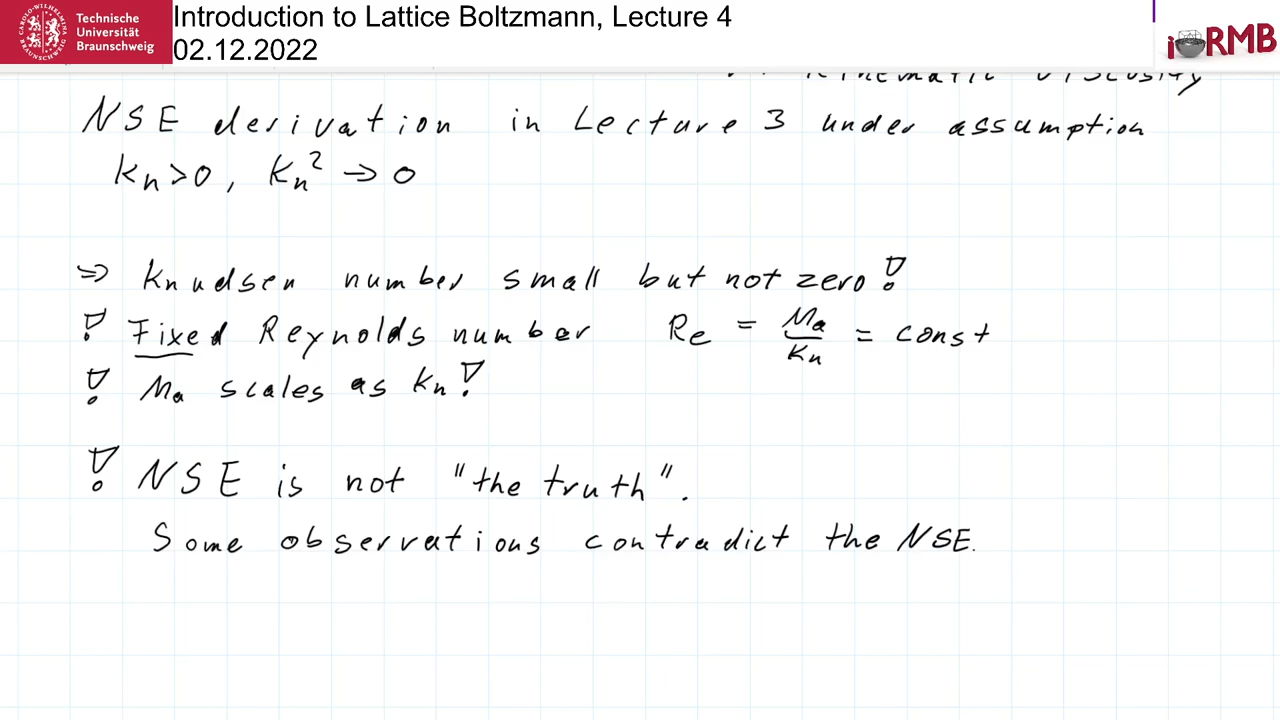 Technische
Universität
Braunschweig
Introduction to Lattice Boltzmann, Lecture 4
02.12.2022
iRMB
kinematic viscosity
NSE derivation in Lecture 3 under assumption
Kn>0, Kn² → 0
⇒ Knudsen number small but not zero!
! Fixed Reynolds number Re = Ma/Kn = const
! Ma scales as Kn!
! NSE is not "the truth".
Some observations contradict the NSE.